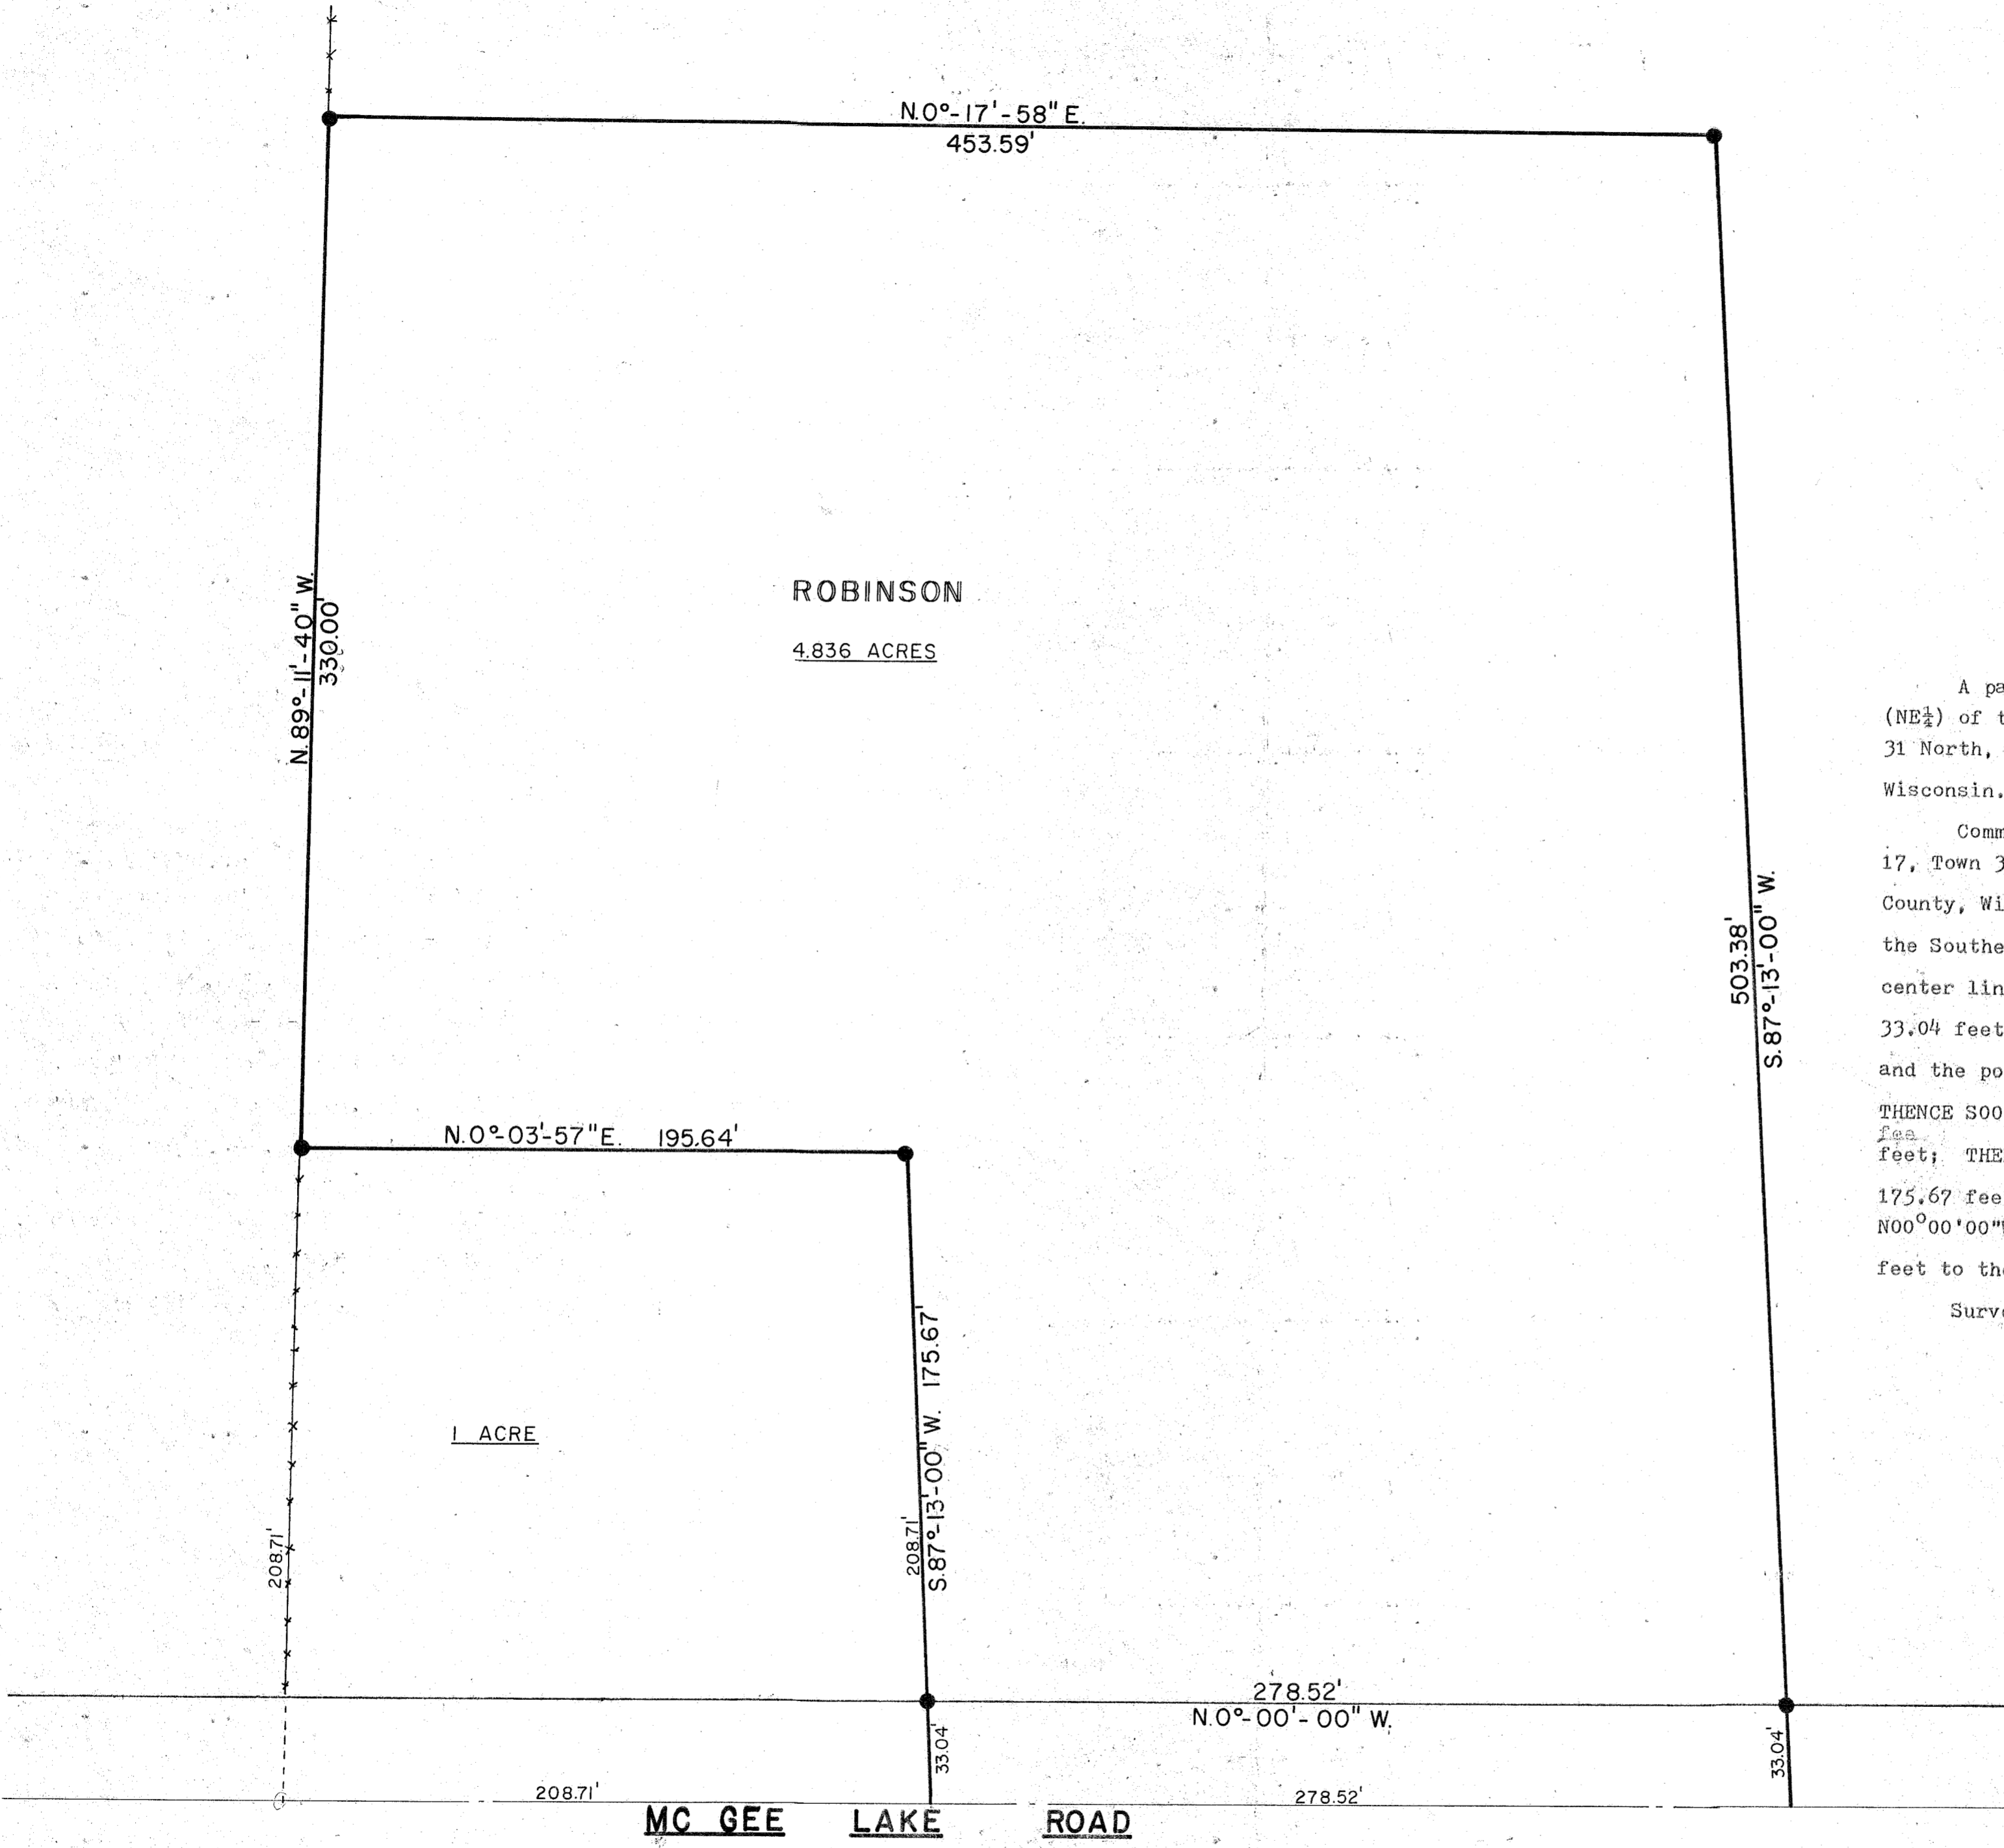 N.0°-17'-58" E.
453.59'
ROBINSON
4.836 ACRES
N.89°-11'-40" W.
330.00'
503.38'
S.87°-13'-00" W.
N.0°-03'-57" E. 195.64'
S.87°-13'-00" W. 175.67'
208.71'
208.71'
1 ACRE
278.52'
N.0°-00'-00" W.
33.04'
33.04'
208.71'
278.52'
MC GEE LAKE ROAD
A pa
(NE¼) of t
31 North,
Wisconsin.
Comm
17, Town 3
County, Wi
the Southe
center lin
33.04 feet
and the po
THENCE S00
fee
feet; THE
175.67 fee
N00°00'00"W
feet to the
Surve